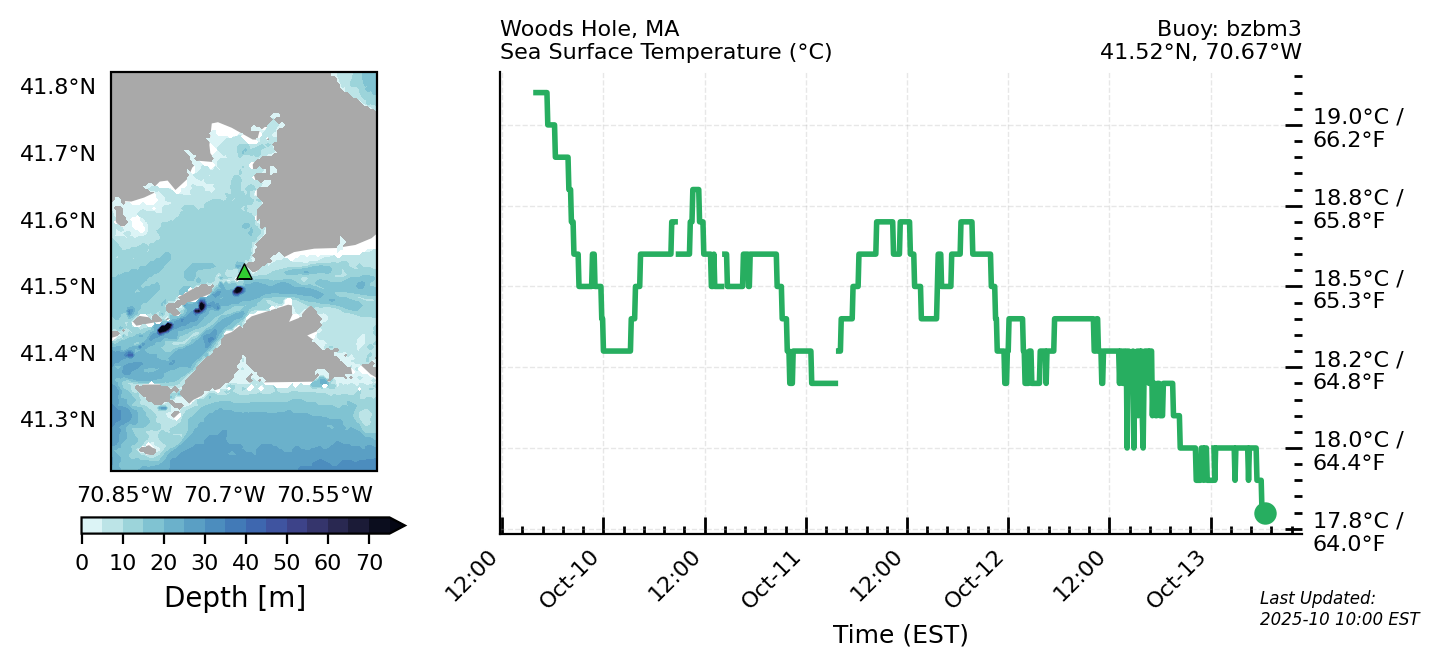 Woods Hole, MA
Sea Surface Temperature (°C)
Buoy: bzbm3
41.52°N, 70.67°W
41.8°N
41.7°N
41.6°N
41.5°N
41.4°N
41.3°N
70.85°W 70.7°W 70.55°W
0 10 20 30 40 50 60 70
Depth [m]
19.0°C /
66.2°F
18.8°C /
65.8°F
18.5°C /
65.3°F
18.2°C /
64.8°F
18.0°C /
64.4°F
17.8°C /
64.0°F
12:00 Oct-10 12:00 Oct-11 12:00 Oct-12 12:00 Oct-13
Time (EST)
Last Updated:
2025-10 10:00 EST